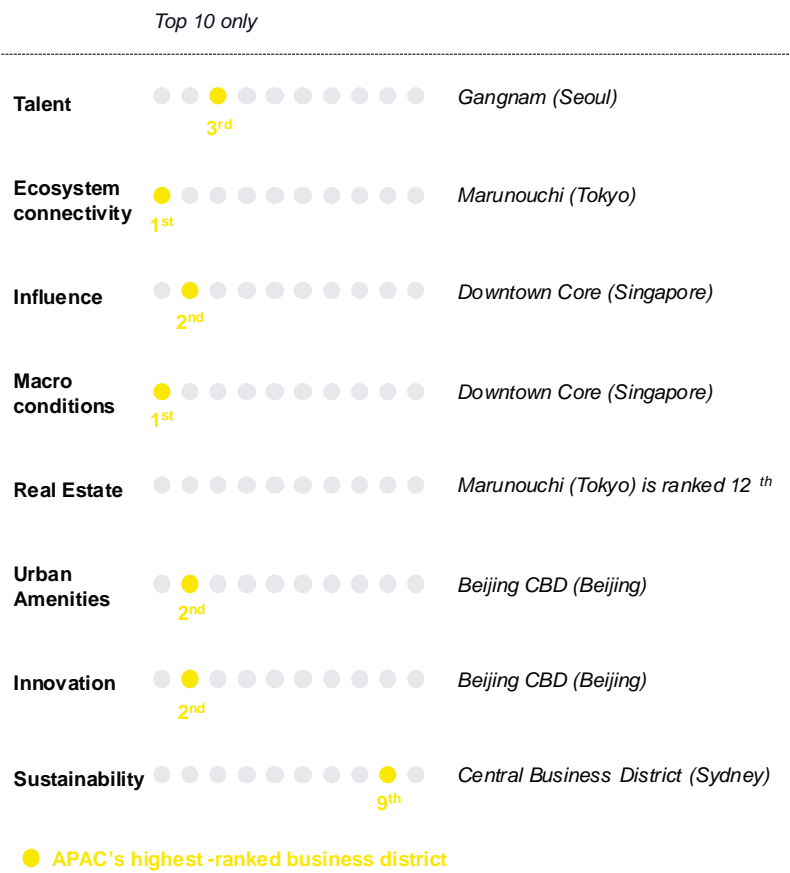 Top 10 only
Talent
Gangnam (Seoul)
3rd
Ecosystem
connectivity
Marunouchi (Tokyo)
1st
Influence
Downtown Core (Singapore)
2nd
Macro
conditions
Downtown Core (Singapore)
1st
Real Estate
Marunouchi (Tokyo) is ranked 12 th
Urban
Amenities
Beijing CBD (Beijing)
2nd
Innovation
Beijing CBD (Beijing)
2nd
Sustainability
Central Business District (Sydney)
9th
APAC's highest -ranked business district